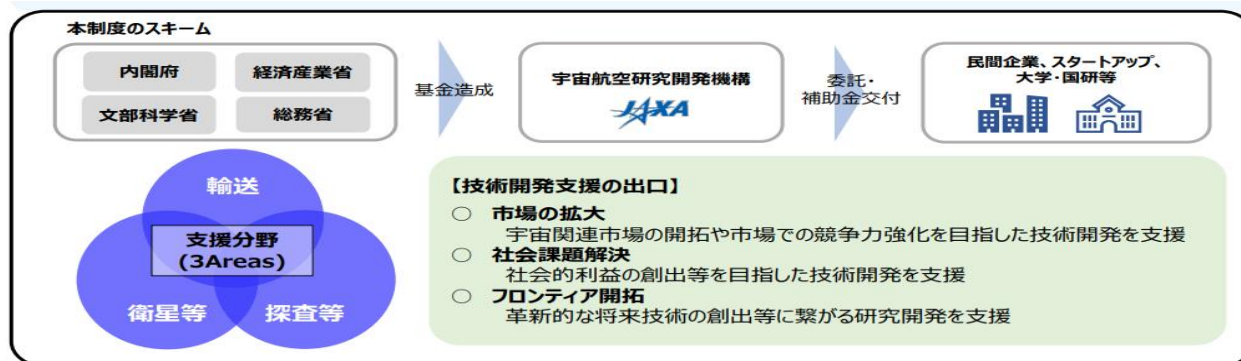 本制度のスキーム
内閣府
経済産業省
文部科学省
総務省
基金造成
宇宙航空研究開発機構
JAXA
委託・
補助金交付
民間企業、スタートアップ、
大学・国研等
輸送
支援分野
(3Areas)
衛星等
探査等
【技術開発支援の出口】
○ 市場の拡大
宇宙関連市場の開拓や市場での競争力強化を目指した技術開発を支援
○ 社会課題解決
社会的利益の創出等を目指した技術開発を支援
○ フロンティア開拓
革新的な将来技術の創出等に繋がる研究開発を支援